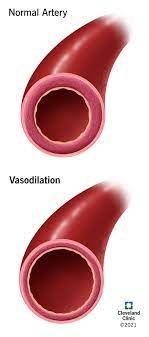 Normal Artery
Vasodilation
Cleveland
Clinic
©2021